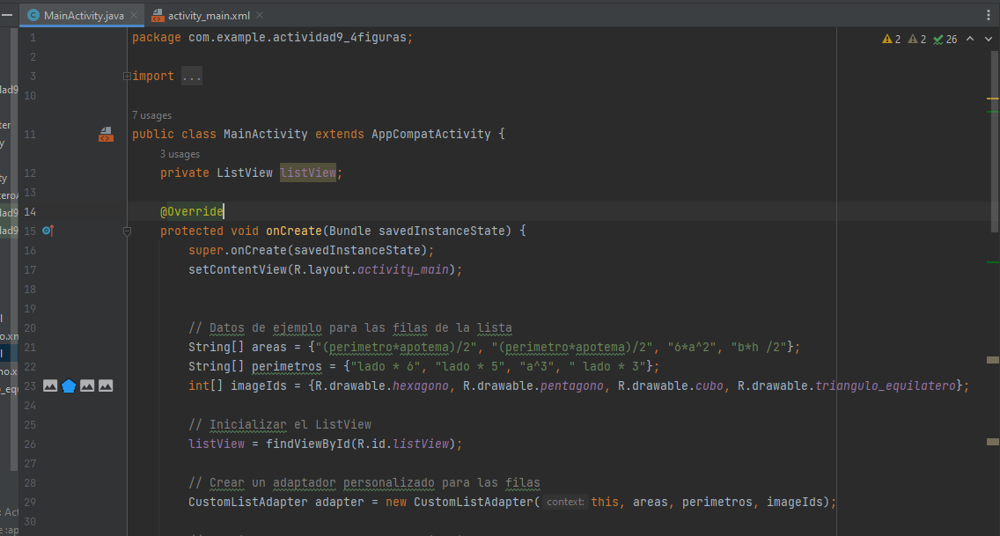 MainActivity.java activity_main.xml
1 package com.example.actividad9_4figuras; 2 2 26
2
3 import ...
10
7 usages
11 public class MainActivity extends AppCompatActivity {
3 usages
12 private ListView listView;
13
14 @Override
15 protected void onCreate(Bundle savedInstanceState) {
16 super.onCreate(savedInstanceState);
17 setContentView(R.layout.activity_main);
18
19
20 // Datos de ejemplo para las filas de la lista
21 String[] areas = {"(perimetro*apotema)/2", "(perimetro*apotema)/2", "6*a^2", "b*h /2"};
22 String[] perimetros = {"lado * 6", "lado * 5", "a^3", " lado * 3"};
23 int[] imageIds = {R.drawable.hexagono, R.drawable.pentagono, R.drawable.cubo, R.drawable.triangulo_equilatero};
24
25 // Inicializar el ListView
26 listView = findViewById(R.id.listView);
27
28 // Crear un adaptador personalizado para las filas
29 CustomListAdapter adapter = new CustomListAdapter( context: this, areas, perimetros, imageIds);
30